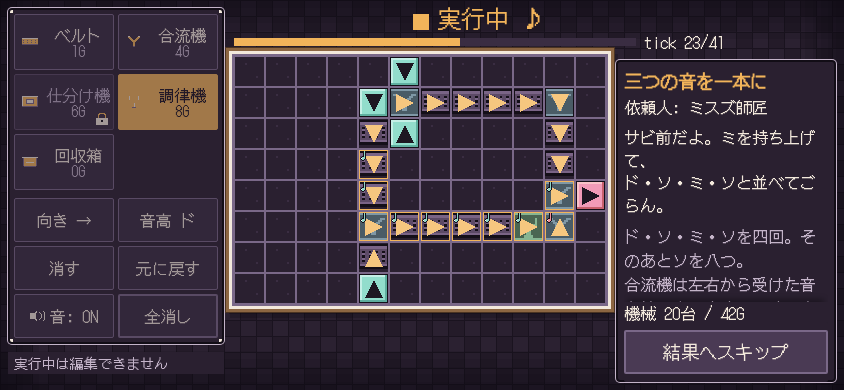 ベルト
1G
合流機
4G
仕分け機
6G
調律機
8G
回収箱
0G
向き →
音高 ド
消す
元に戻す
音: ON
全消し
実行中は編集できません
実行中 ♪
tick 23/41
三つの音を一本に
依頼人: ミスズ師匠
サビ前だよ。ミを持ち上げ
て、
ド・ソ・ミ・ソと並べてご
らん。
ド・ソ・ミ・ソを四回。そ
のあとソを八つ。
合流機は左右から受けた音
機械 20台 / 42G
結果へスキップ